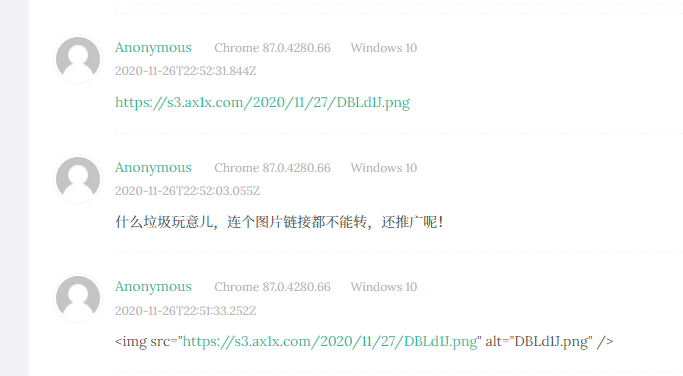 Anonymous Chrome 87.0.4280.66 Windows 10
2020-11-26T22:52:31.844Z
https://s3.ax1x.com/2020/11/27/DBLd1J.png
Anonymous Chrome 87.0.4280.66 Windows 10
2020-11-26T22:52:03.055Z
什么垃圾玩意儿，连个图片链接都不能转，还推广呢！
Anonymous Chrome 87.0.4280.66 Windows 10
2020-11-26T22:51:33.252Z
<img src="https://s3.ax1x.com/2020/11/27/DBLd1J.png" alt="DBLd1J.png" />